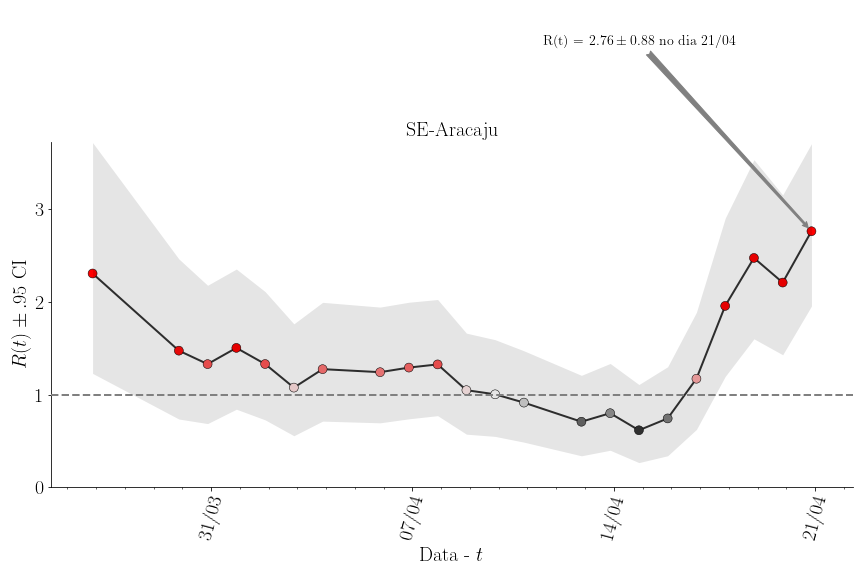 R(t) = 2.76 ± 0.88 no dia 21/04
SE-Aracaju
R(t) ± .95 CI
3
2
1
0
31/03
07/04
14/04
21/04
Data - t